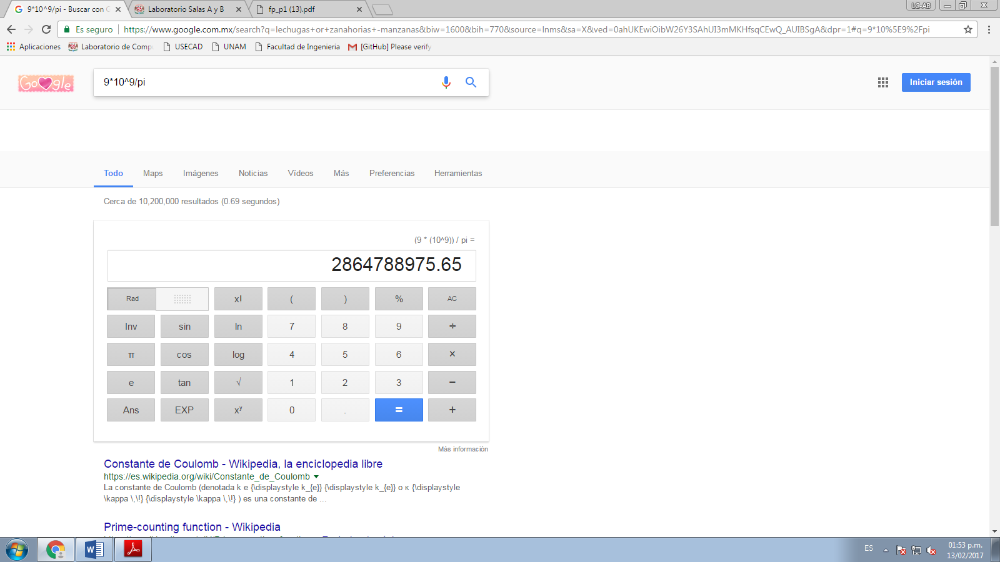 9*10^9/pi - Buscar con G
Laboratorio Salas A y B
fp_p1 (13).pdf
LC-AB
Es seguro
https://www.google.com.mx/search?q=lechugas+or+zanahorias+-manzanas&biw=1600&bih=770&source=lnms&sa=X&ved=0ahUKEwiOibW26Y3SAhUI3mMKHfsqCEwQ_AUIBSgA&dpr=1#q=9*10%5E9%2Fpi
Aplicaciones
Laboratorio de Comp
USECAD
UNAM
Facultad de Ingenieria
[GitHub] Please verify
Google
9*10^9/pi
Iniciar sesión
Todo
Maps
Imágenes
Noticias
Vídeos
Más
Preferencias
Herramientas
Cerca de 10,200,000 resultados (0.69 segundos)
(9 * (10^9)) / pi =
2864788975.65
Rad x! ( ) % AC
Inv sin ln 7 8 9 ÷
π cos log 4 5 6 ×
e tan √ 1 2 3 −
Ans EXP xʸ 0 . = +
Más información
Constante de Coulomb - Wikipedia, la enciclopedia libre
https://es.wikipedia.org/wiki/Constante_de_Coulomb
La constante de Coulomb (denotada k e {\displaystyle k_{e}} {\displaystyle k_{e}} o κ {\displaystyle
\kappa \,\!} {\displaystyle \kappa \,\!} ) es una constante de ...
Prime-counting function - Wikipedia
ES
01:53 p.m.
13/02/2017